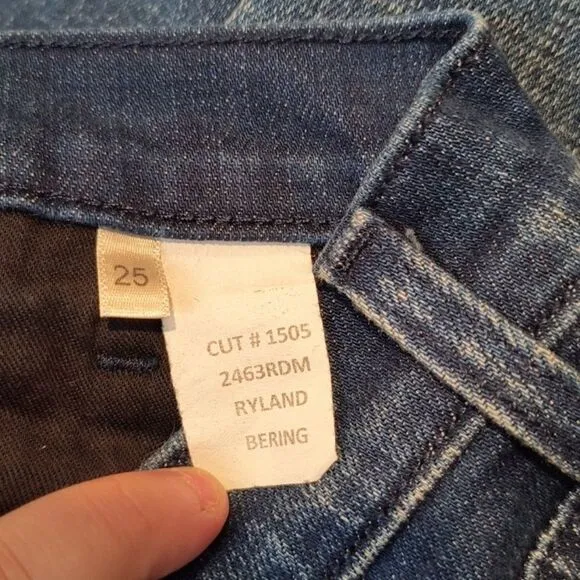 25
CUT # 1505
2463RDM
RYLAND
BERING